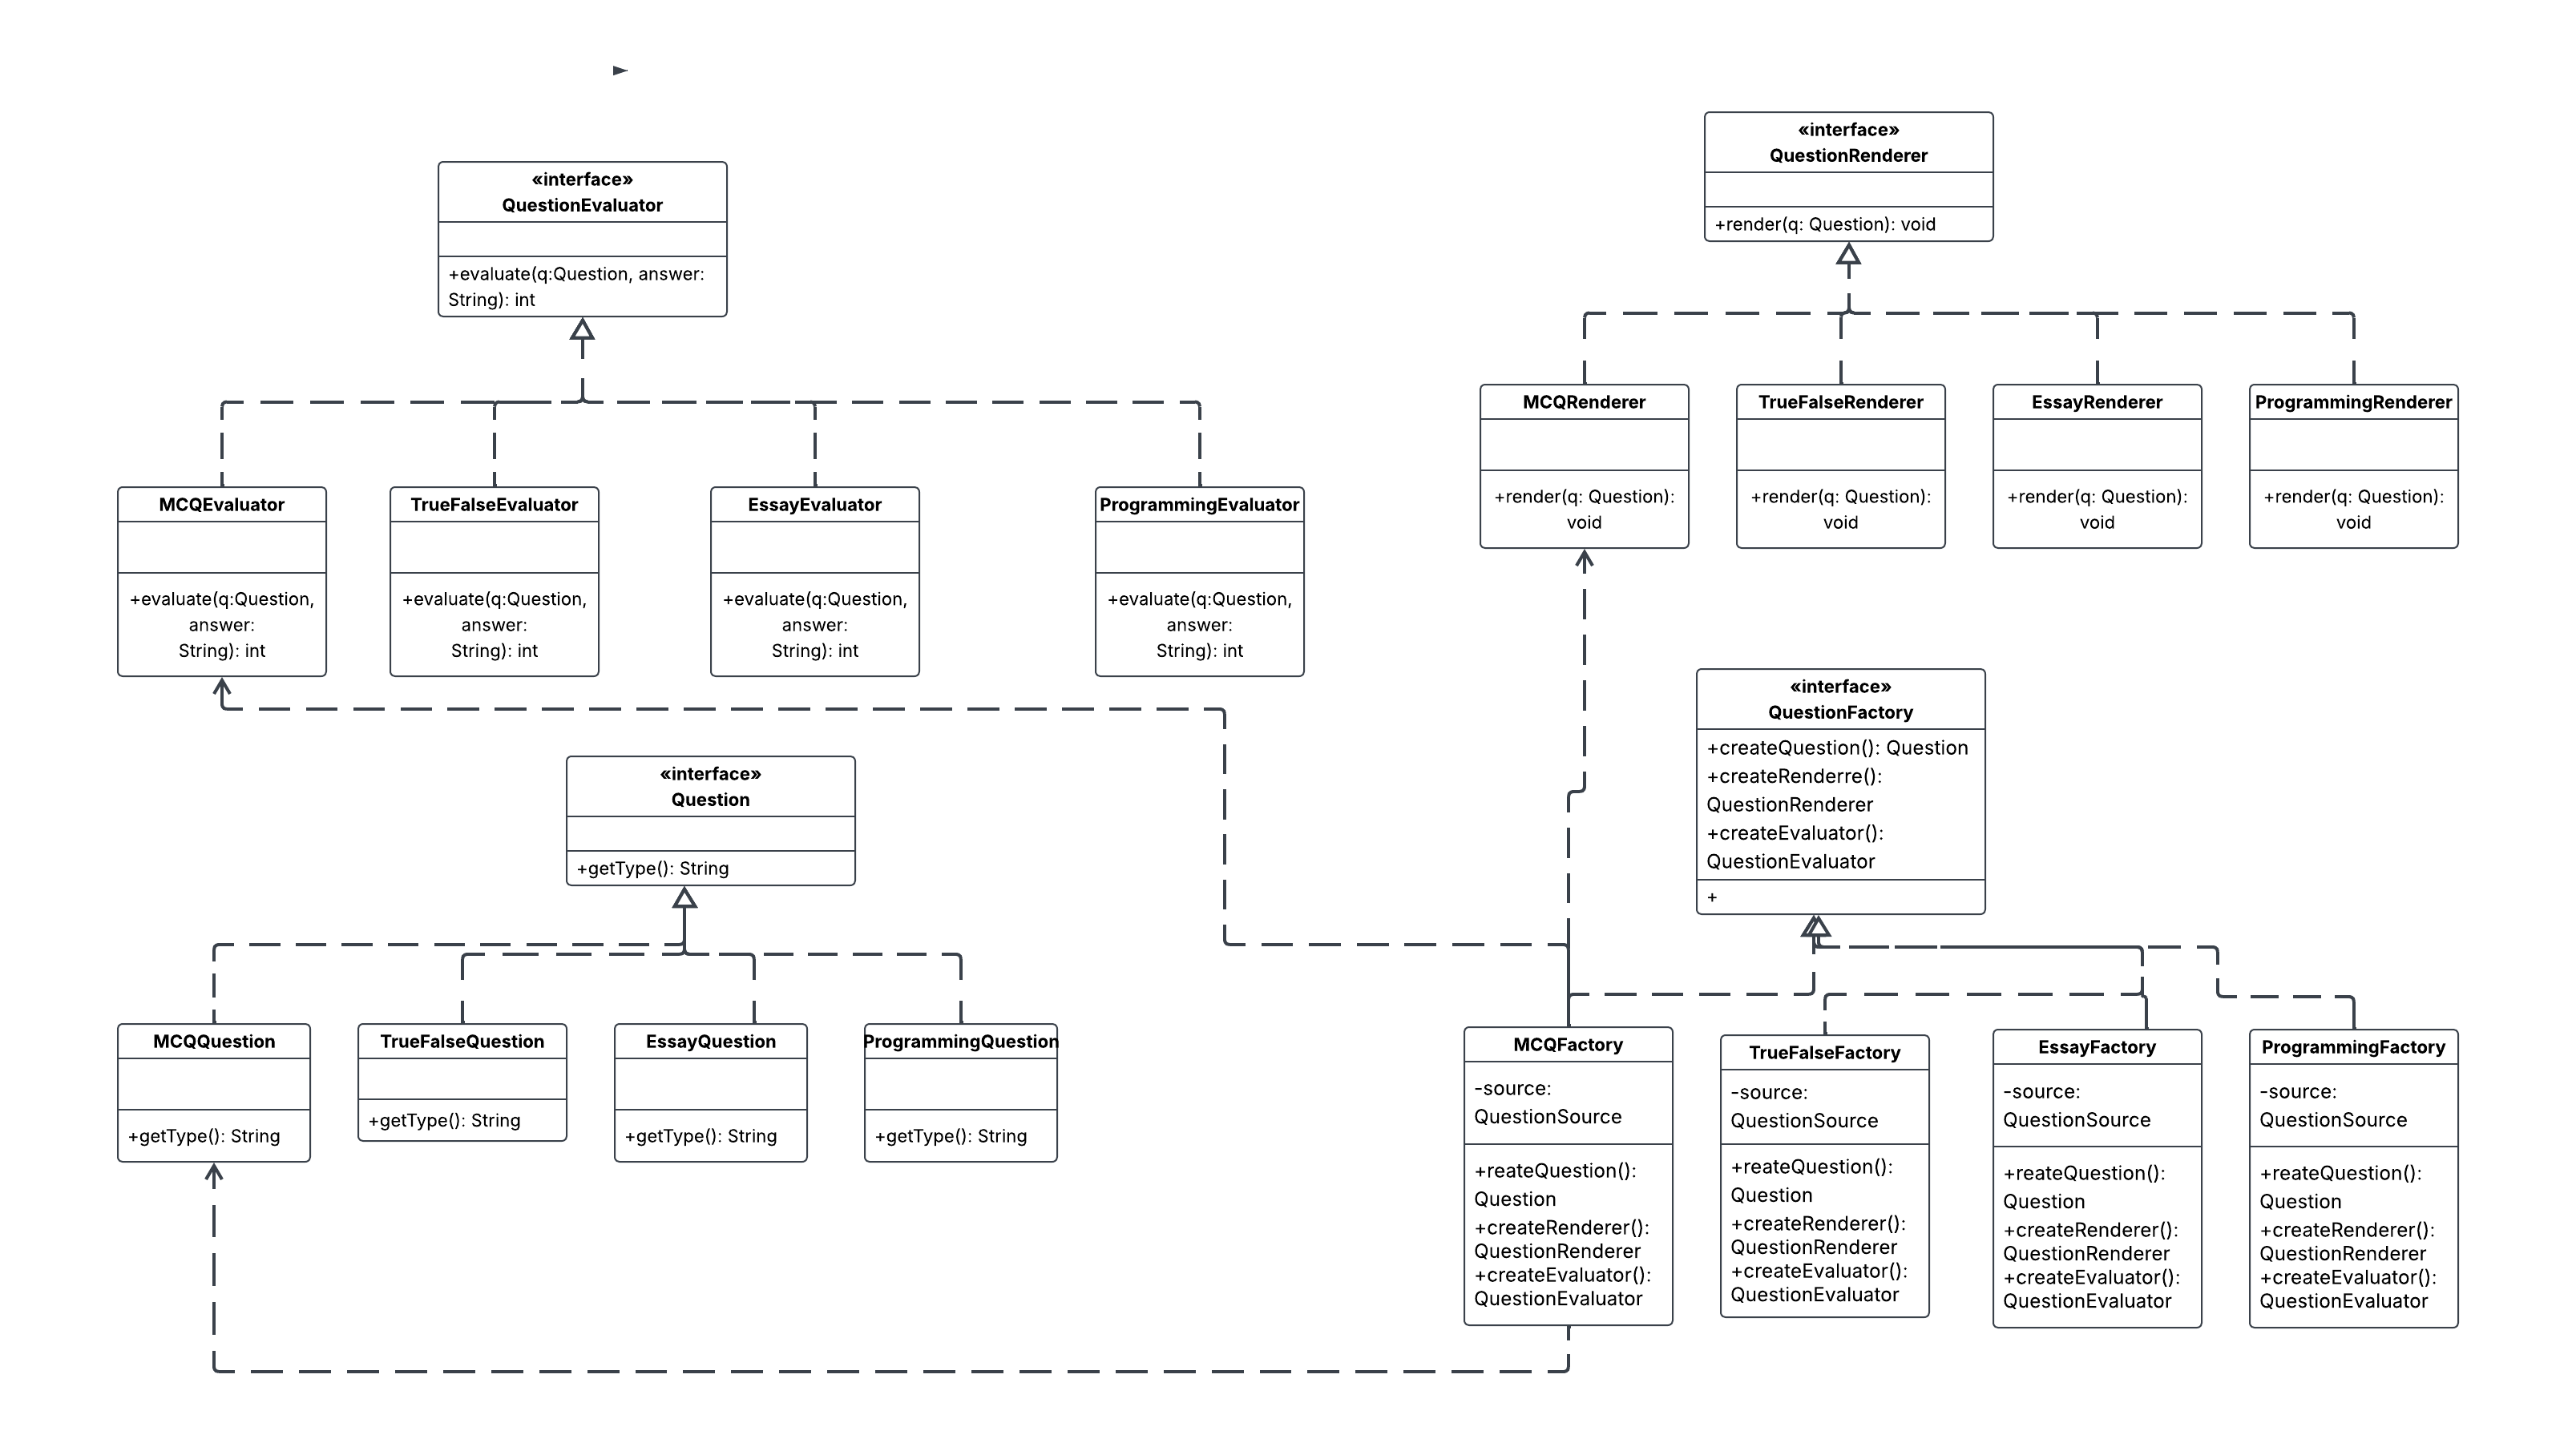 «interface»
QuestionEvaluator
+evaluate(q:Question, answer:
String): int
«interface»
QuestionRenderer
+render(q: Question): void
MCQEvaluator
+evaluate(q:Question,
answer:
String): int
TrueFalseEvaluator
+evaluate(q:Question,
answer:
String): int
EssayEvaluator
+evaluate(q:Question,
answer:
String): int
ProgrammingEvaluator
+evaluate(q:Question,
answer:
String): int
MCQRenderer
+render(q: Question):
void
TrueFalseRenderer
+render(q: Question):
void
EssayRenderer
+render(q: Question):
void
ProgrammingRenderer
+render(q: Question):
void
«interface»
Question
+getType(): String
«interface»
QuestionFactory
+createQuestion(): Question
+createRenderre():
QuestionRenderer
+createEvaluator():
QuestionEvaluator
+
MCQQuestion
+getType(): String
TrueFalseQuestion
+getType(): String
EssayQuestion
+getType(): String
ProgrammingQuestion
+getType(): String
MCQFactory
-source:
QuestionSource
+reateQuestion():
Question
+createRenderer():
QuestionRenderer
+createEvaluator():
QuestionEvaluator
TrueFalseFactory
-source:
QuestionSource
+reateQuestion():
Question
+createRenderer():
QuestionRenderer
+createEvaluator():
QuestionEvaluator
EssayFactory
-source:
QuestionSource
+reateQuestion():
Question
+createRenderer():
QuestionRenderer
+createEvaluator():
QuestionEvaluator
ProgrammingFactory
-source:
QuestionSource
+reateQuestion():
Question
+createRenderer():
QuestionRenderer
+createEvaluator():
QuestionEvaluator